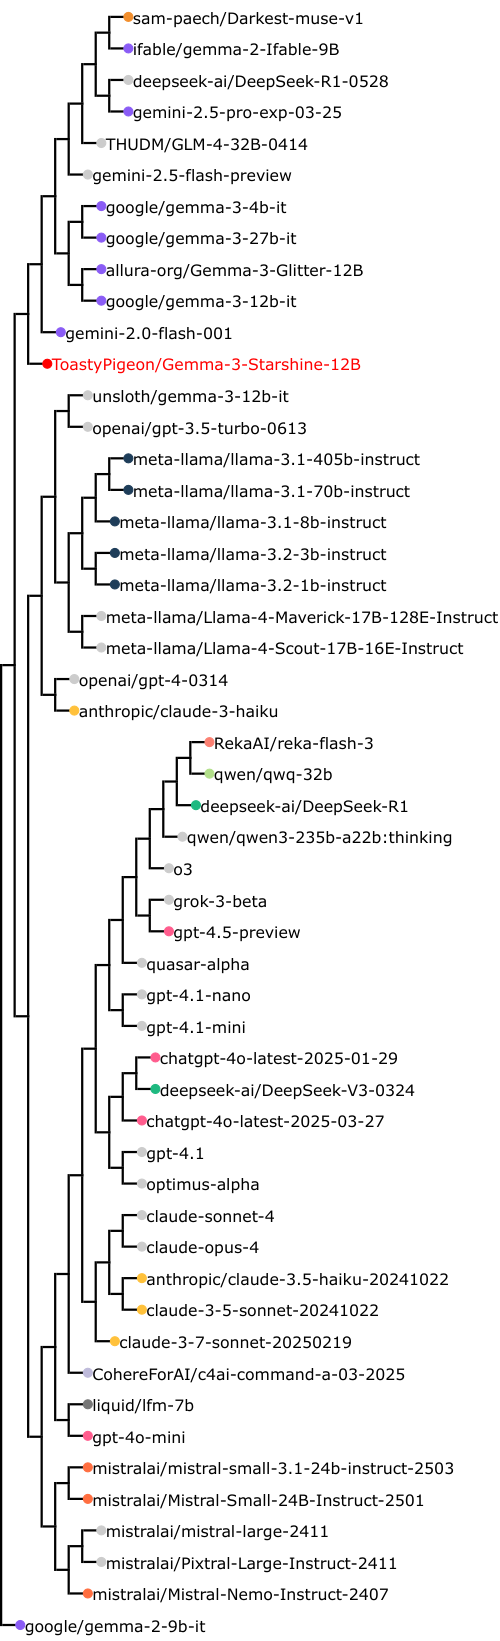 sam-paech/Darkest-muse-v1
ifable/gemma-2-Ifable-9B
deepseek-ai/DeepSeek-R1-0528
gemini-2.5-pro-exp-03-25
THUDM/GLM-4-32B-0414
gemini-2.5-flash-preview
google/gemma-3-4b-it
google/gemma-3-27b-it
allura-org/Gemma-3-Glitter-12B
google/gemma-3-12b-it
gemini-2.0-flash-001
ToastyPigeon/Gemma-3-Starshine-12B
unsloth/gemma-3-12b-it
openai/gpt-3.5-turbo-0613
meta-llama/llama-3.1-405b-instruct
meta-llama/llama-3.1-70b-instruct
meta-llama/llama-3.1-8b-instruct
meta-llama/llama-3.2-3b-instruct
meta-llama/llama-3.2-1b-instruct
meta-llama/Llama-4-Maverick-17B-128E-Instruct
meta-llama/Llama-4-Scout-17B-16E-Instruct
openai/gpt-4-0314
anthropic/claude-3-haiku
RekaAI/reka-flash-3
qwen/qwq-32b
deepseek-ai/DeepSeek-R1
qwen/qwen3-235b-a22b:thinking
o3
grok-3-beta
gpt-4.5-preview
quasar-alpha
gpt-4.1-nano
gpt-4.1-mini
chatgpt-4o-latest-2025-01-29
deepseek-ai/DeepSeek-V3-0324
chatgpt-4o-latest-2025-03-27
gpt-4.1
optimus-alpha
claude-sonnet-4
claude-opus-4
anthropic/claude-3.5-haiku-20241022
claude-3-5-sonnet-20241022
claude-3-7-sonnet-20250219
CohereForAI/c4ai-command-a-03-2025
liquid/lfm-7b
gpt-4o-mini
mistralai/mistral-small-3.1-24b-instruct-2503
mistralai/Mistral-Small-24B-Instruct-2501
mistralai/mistral-large-2411
mistralai/Pixtral-Large-Instruct-2411
mistralai/Mistral-Nemo-Instruct-2407
google/gemma-2-9b-it